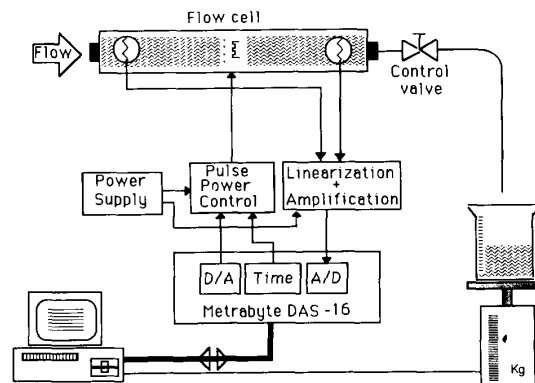 Flow cell
Flow
Control
valve
Power
Supply
Pulse
Power
Control
Linearization
+
Amplification
D/A
Time
A/D
Metrabyte DAS -16
Kg